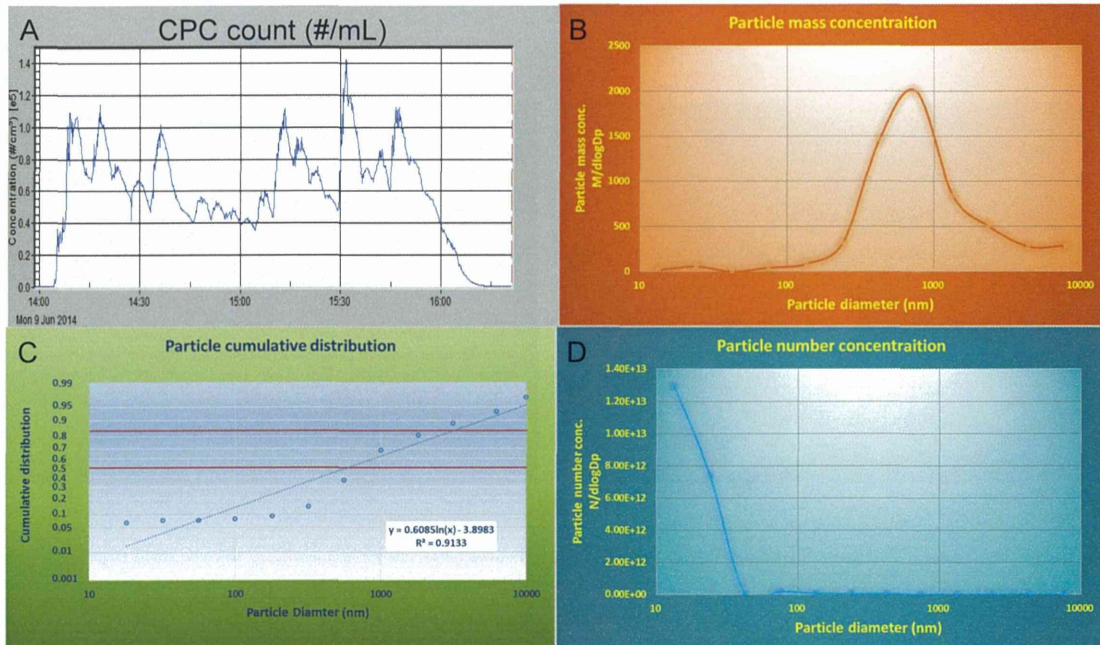 A
CPC count (#/mL)
Concentration (#/cm³) [e5]
1.4
1.2
1.0
0.8
0.6
0.4
0.2
0.0
14:00
14:30
15:00
15:30
16:00
Mon 9 Jun 2014
B
Particle mass concentraition
Particle mass conc.
M/dlogDp
2500
2000
1500
1000
500
0
10
100
1000
10000
Particle diameter (nm)
C
Particle cumulative distribution
Cumulative distribution
0.99
0.95
0.9
0.8
0.7
0.6
0.5
0.4
0.3
0.2
0.1
0.05
0.01
0.001
y = 0.6085ln(x) - 3.8983
R² = 0.9133
10
100
1000
10000
Particle Diamter (nm)
D
Particle number concentraition
Particle number conc.
N/dlogDp
1.40E+13
1.20E+13
1.00E+13
8.00E+12
6.00E+12
4.00E+12
2.00E+12
0.00E+00
10
100
1000
10000
Particle diameter (nm)